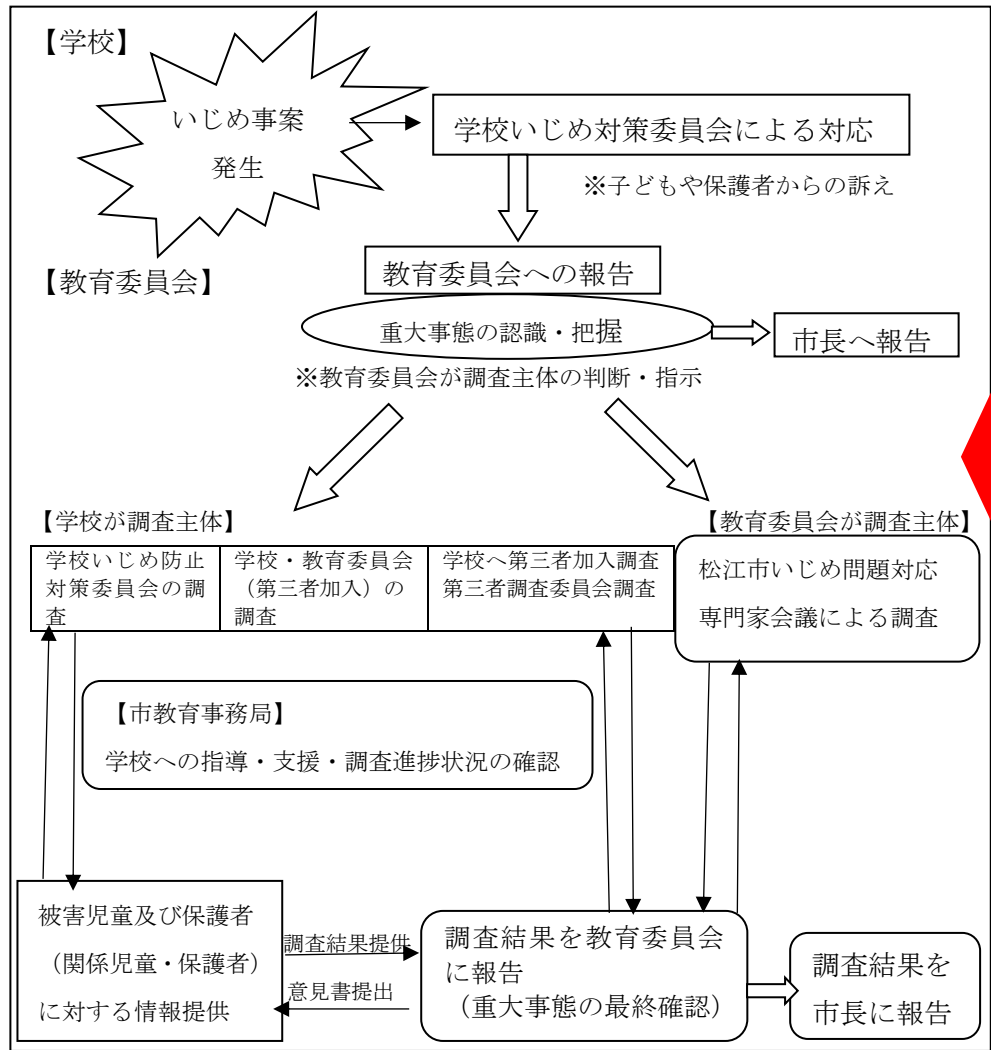 【学校】
いじめ事案
発生
学校いじめ対策委員会による対応
※子どもや保護者からの訴え
【教育委員会】
教育委員会への報告
重大事態の認識・把握
市長へ報告
※教育委員会が調査主体の判断・指示
【学校が調査主体】
【教育委員会が調査主体】
学校いじめ防止
対策委員会の調
査
学校・教育委員会
（第三者加入）の
調査
学校へ第三者加入調査
第三者調査委員会調査
松江市いじめ問題対応
専門家会議による調査
【市教育事務局】
学校への指導・支援・調査進捗状況の確認
被害児童及び保護者
（関係児童・保護者）
に対する情報提供
調査結果提供
意見書提出
調査結果を教育委員会
に報告
（重大事態の最終確認）
調査結果を
市長に報告